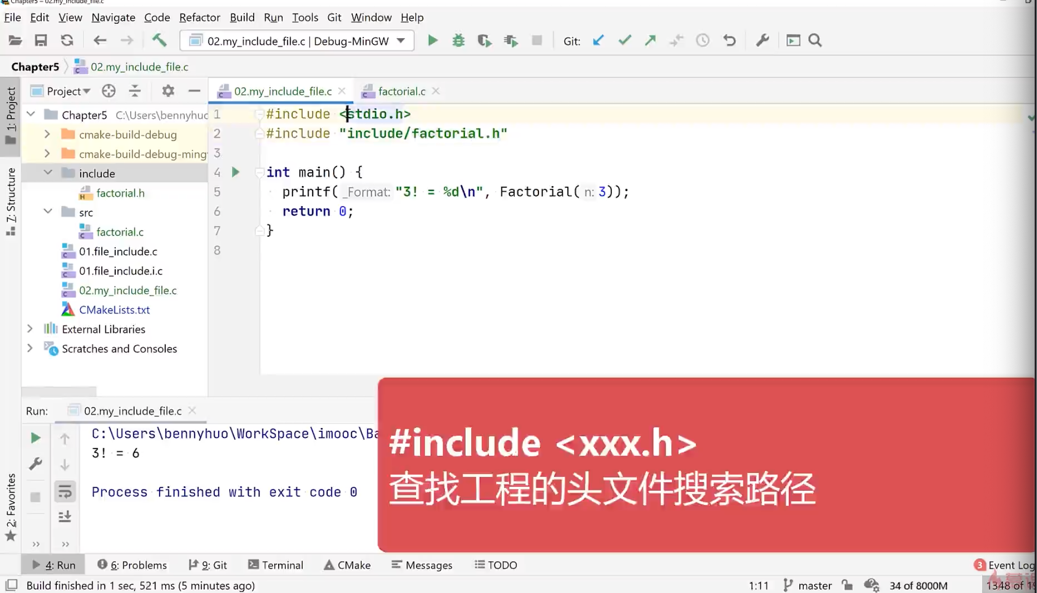 Chapter5 – 02.my_include_file.c
File Edit View Navigate Code Refactor Build Run Tools Git Window Help
02.my_include_file.c | Debug-MinGW Git:
Chapter5 02.my_include_file.c
Project 02.my_include_file.c factorial.c
1: Project
Z: Structure
2: Favorites
Chapter5 C:\Users\bennyhu
cmake-build-debug
cmake-build-debug-ming
include
factorial.h
src
factorial.c
01.file_include.c
01.file_include.i.c
02.my_include_file.c
CMakeLists.txt
External Libraries
Scratches and Consoles
1 #include <stdio.h>
2 #include "include/factorial.h"
3
4 int main() {
5 printf(_Format: "3! = %d\n", Factorial(n: 3));
6 return 0;
7 }
8
Run: 02.my_include_file.c
C:\Users\bennyhuo\WorkSpace\imooc\Ba
3! = 6
Process finished with exit code 0
#include <xxx.h>
查找工程的头文件搜索路径
4: Run 6: Problems 9: Git Terminal CMake Messages TODO 3 Event Log
Build finished in 1 sec, 521 ms (5 minutes ago) 1:11 master 34 of 8000M